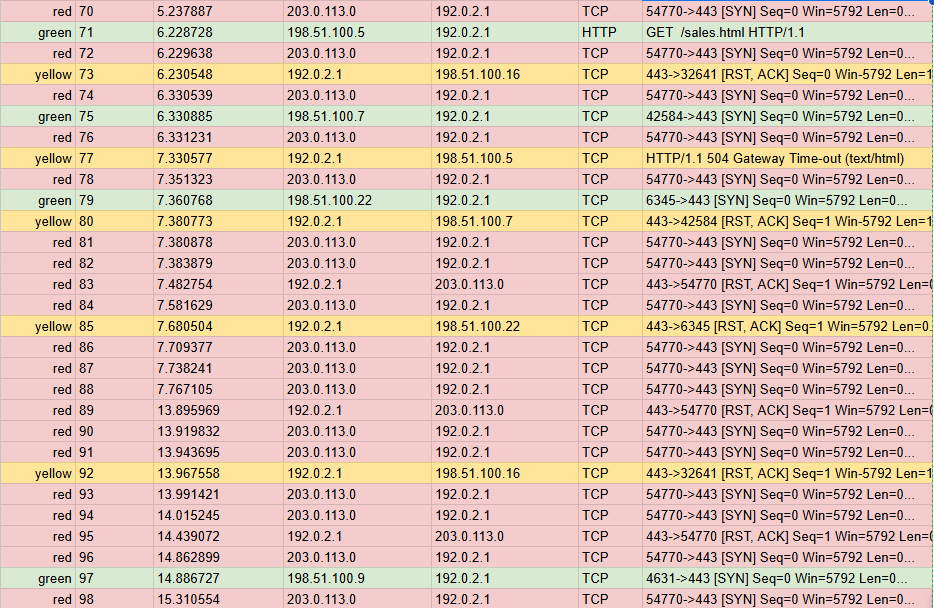 red 70 5.237887 203.0.113.0 192.0.2.1 TCP 54770->443 [SYN] Seq=0 Win=5792 Len=0...
green 71 6.228728 198.51.100.5 192.0.2.1 HTTP GET /sales.html HTTP/1.1
red 72 6.229638 203.0.113.0 192.0.2.1 TCP 54770->443 [SYN] Seq=0 Win=5792 Len=0...
yellow 73 6.230548 192.0.2.1 198.51.100.16 TCP 443->32641 [RST, ACK] Seq=0 Win-5792 Len=1
red 74 6.330539 203.0.113.0 192.0.2.1 TCP 54770->443 [SYN] Seq=0 Win=5792 Len=0...
green 75 6.330885 198.51.100.7 192.0.2.1 TCP 42584->443 [SYN] Seq=0 Win=5792 Len=0...
red 76 6.331231 203.0.113.0 192.0.2.1 TCP 54770->443 [SYN] Seq=0 Win=5792 Len=0...
yellow 77 7.330577 192.0.2.1 198.51.100.5 TCP HTTP/1.1 504 Gateway Time-out (text/html)
red 78 7.351323 203.0.113.0 192.0.2.1 TCP 54770->443 [SYN] Seq=0 Win=5792 Len=0...
green 79 7.360768 198.51.100.22 192.0.2.1 TCP 6345->443 [SYN] Seq=0 Win=5792 Len=0...
yellow 80 7.380773 192.0.2.1 198.51.100.7 TCP 443->42584 [RST, ACK] Seq=1 Win-5792 Len=1
red 81 7.380878 203.0.113.0 192.0.2.1 TCP 54770->443 [SYN] Seq=0 Win=5792 Len=0...
red 82 7.383879 203.0.113.0 192.0.2.1 TCP 54770->443 [SYN] Seq=0 Win=5792 Len=0...
red 83 7.482754 192.0.2.1 203.0.113.0 TCP 443->54770 [RST, ACK] Seq=1 Win=5792 Len=0
red 84 7.581629 203.0.113.0 192.0.2.1 TCP 54770->443 [SYN] Seq=0 Win=5792 Len=0...
yellow 85 7.680504 192.0.2.1 198.51.100.22 TCP 443->6345 [RST, ACK] Seq=1 Win=5792 Len=0..
red 86 7.709377 203.0.113.0 192.0.2.1 TCP 54770->443 [SYN] Seq=0 Win=5792 Len=0...
red 87 7.738241 203.0.113.0 192.0.2.1 TCP 54770->443 [SYN] Seq=0 Win=5792 Len=0...
red 88 7.767105 203.0.113.0 192.0.2.1 TCP 54770->443 [SYN] Seq=0 Win=5792 Len=0...
red 89 13.895969 192.0.2.1 203.0.113.0 TCP 443->54770 [RST, ACK] Seq=1 Win=5792 Len=0
red 90 13.919832 203.0.113.0 192.0.2.1 TCP 54770->443 [SYN] Seq=0 Win=5792 Len=0...
red 91 13.943695 203.0.113.0 192.0.2.1 TCP 54770->443 [SYN] Seq=0 Win=5792 Len=0...
yellow 92 13.967558 192.0.2.1 198.51.100.16 TCP 443->32641 [RST, ACK] Seq=1 Win-5792 Len=1
red 93 13.991421 203.0.113.0 192.0.2.1 TCP 54770->443 [SYN] Seq=0 Win=5792 Len=0...
red 94 14.015245 203.0.113.0 192.0.2.1 TCP 54770->443 [SYN] Seq=0 Win=5792 Len=0...
red 95 14.439072 192.0.2.1 203.0.113.0 TCP 443->54770 [RST, ACK] Seq=1 Win=5792 Len=0
red 96 14.862899 203.0.113.0 192.0.2.1 TCP 54770->443 [SYN] Seq=0 Win=5792 Len=0...
green 97 14.886727 198.51.100.9 192.0.2.1 TCP 4631->443 [SYN] Seq=0 Win=5792 Len=0...
red 98 15.310554 203.0.113.0 192.0.2.1 TCP 54770->443 [SYN] Seq=0 Win=5792 Len=0...